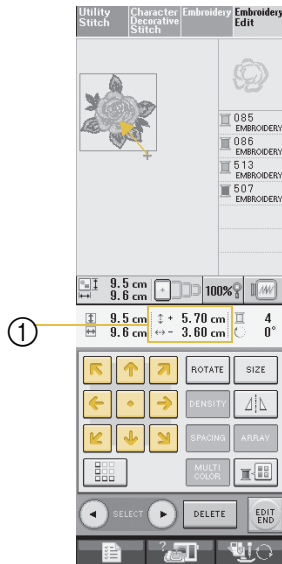 Utility Stitch
Character Decorative Stitch
Embroidery
Embroidery Edit
085
EMBROIDERY
086
EMBROIDERY
513
EMBROIDERY
507
EMBROIDERY
9.5 cm
9.6 cm
100%
9.5 cm + 5.70 cm 4
9.6 cm - 3.60 cm 0°
1
ROTATE SIZE
DENSITY
SPACING ARRAY
MULTI COLOR
SELECT DELETE EDIT END